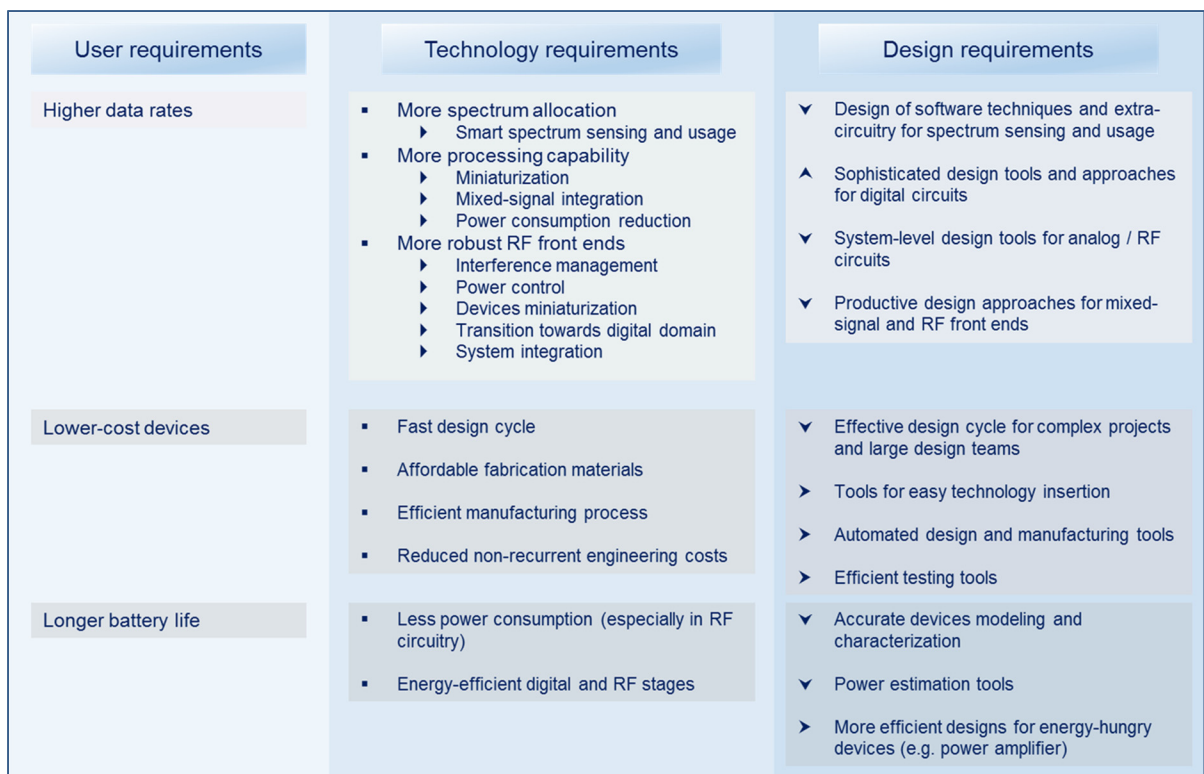 User requirements
Technology requirements
Design requirements
Higher data rates
More spectrum allocation
Smart spectrum sensing and usage
More processing capability
Miniaturization
Mixed-signal integration
Power consumption reduction
More robust RF front ends
Interference management
Power control
Devices miniaturization
Transition towards digital domain
System integration
Design of software techniques and extra-
circuitry for spectrum sensing and usage
Sophisticated design tools and approaches
for digital circuits
System-level design tools for analog / RF
circuits
Productive design approaches for mixed-
signal and RF front ends
Lower-cost devices
Fast design cycle
Affordable fabrication materials
Efficient manufacturing process
Reduced non-recurrent engineering costs
Effective design cycle for complex projects
and large design teams
Tools for easy technology insertion
Automated design and manufacturing tools
Efficient testing tools
Longer battery life
Less power consumption (especially in RF
circuitry)
Energy-efficient digital and RF stages
Accurate devices modeling and
characterization
Power estimation tools
More efficient designs for energy-hungry
devices (e.g. power amplifier)